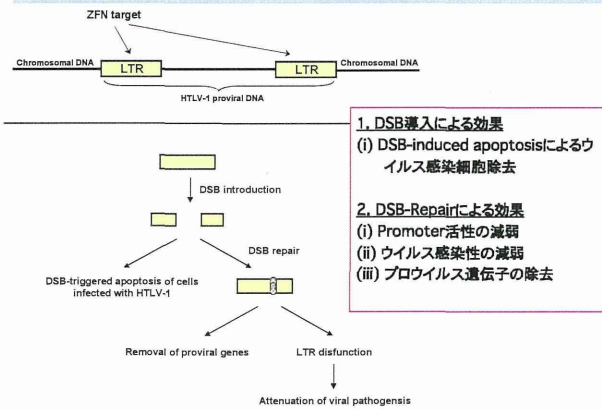 ZFN target
Chromosomal DNA
LTR
LTR
Chromosomal DNA
HTLV-1 proviral DNA
DSB introduction
DSB repair
DSB-triggered apoptosis of cells
infected with HTLV-1
Removal of proviral genes
LTR disfunction
Attenuation of viral pathogensis
1. DSB導入による効果
(i) DSB-induced apoptosisによるウ
イルス感染細胞除去
2. DSB-Repairによる効果
(i) Promoter活性の減弱
(ii) ウイルス感染性の減弱
(iii) プロウイルス遺伝子の除去